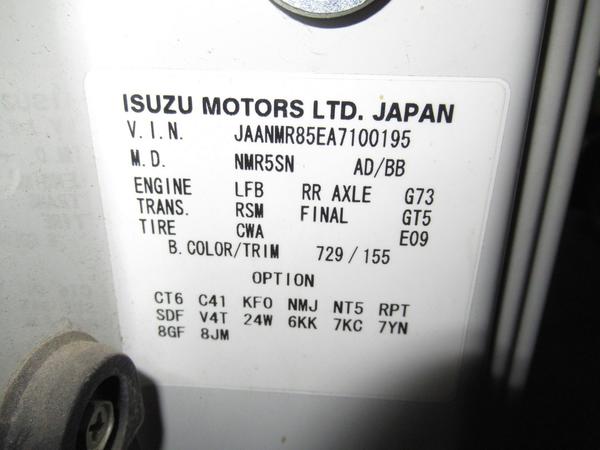 ISUZU MOTORS LTD. JAPAN
V.I.N. JAANMR85EA7100195
M.D. NMR5SN AD/BB
ENGINE LFB RR AXLE G73
TRANS. RSM FINAL GT5
TIRE CWA E09
B.COLOR/TRIM 729 / 155
OPTION
CT6 C41 KF0 NMJ NT5 RPT
SDF V4T 24W 6KK 7KC 7YN
8GF 8JM